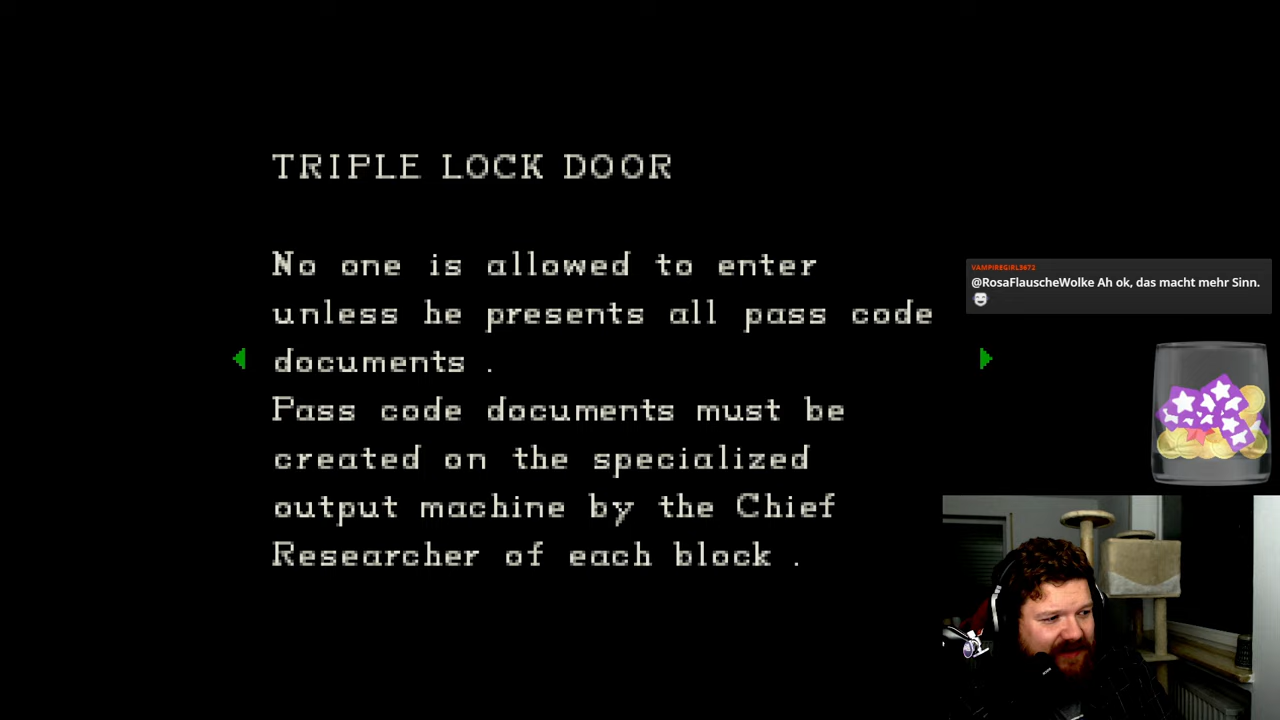 TRIPLE LOCK DOOR
No one is allowed to enter
unless he presents all pass code
documents .
Pass code documents must be
created on the specialized
output machine by the Chief
Researcher of each block .
VAMPIREGIRL5672
@RosaFlauscheWolke Ah ok, das macht mehr Sinn.